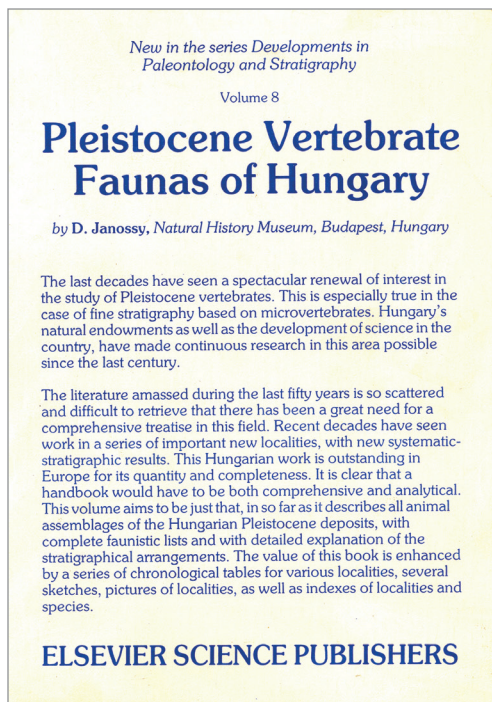 New in the series Developments in
Paleontology and Stratigraphy
Volume 8
Pleistocene Vertebrate
Faunas of Hungary
by D. Janossy, Natural History Museum, Budapest, Hungary
The last decades have seen a spectacular renewal of interest in
the study of Pleistocene vertebrates. This is especially true in the
case of fine stratigraphy based on microvertebrates. Hungary's
natural endowments as well as the development of science in the
country, have made continuous research in this area possible
since the last century.
The literature amassed during the last fifty years is so scattered
and difficult to retrieve that there has been a great need for a
comprehensive treatise in this field. Recent decades have seen
work in a series of important new localities, with new systematic-
stratigraphic results. This Hungarian work is outstanding in
Europe for its quantity and completeness. It is clear that a
handbook would have to be both comprehensive and analytical.
This volume aims to be just that, in so far as it describes all animal
assemblages of the Hungarian Pleistocene deposits, with
complete faunistic lists and with detailed explanation of the
stratigraphical arrangements. The value of this book is enhanced
by a series of chronological tables for various localities, several
sketches, pictures of localities, as well as indexes of localities and
species.
ELSEVIER SCIENCE PUBLISHERS